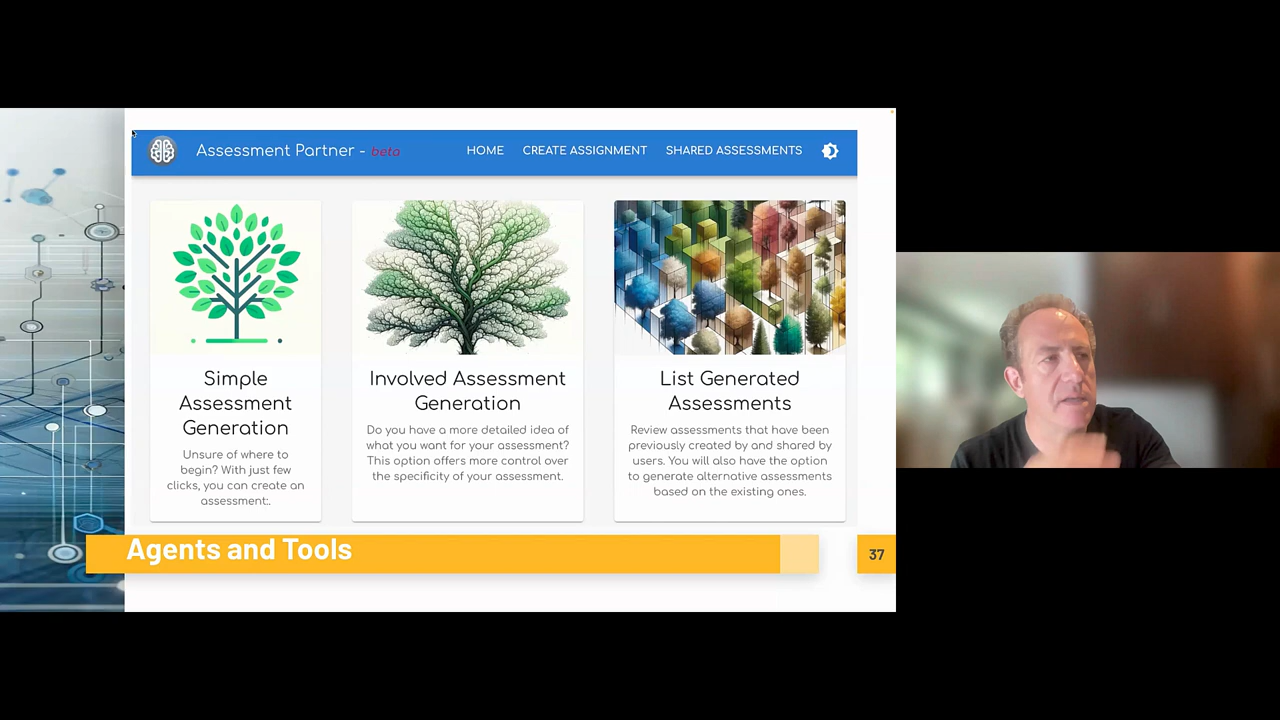 Assessment Partner - beta
HOME
CREATE ASSIGNMENT
SHARED ASSESSMENTS
Simple
Assessment
Generation
Unsure of where to
begin? With just few
clicks, you can create an
assessment:.
Involved Assessment
Generation
Do you have a more detailed idea of
what you want for your assessment?
This option offers more control over
the specificity of your assessment.
List Generated
Assessments
Review assessments that have been
previously created by and shared by
users. You will also have the option
to generate alternative assessments
based on the existing ones.
Agents and Tools
37